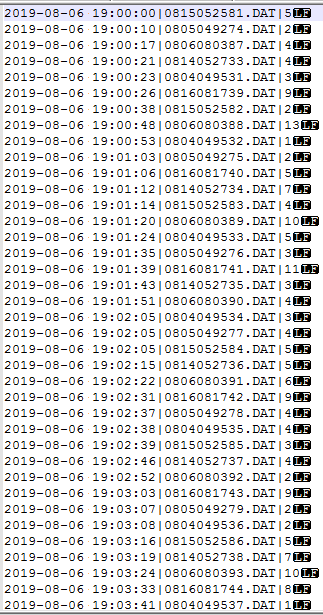 2019-08-06 19:00:00|0815052581.DAT|5LF
2019-08-06 19:00:10|0805049274.DAT|2LF
2019-08-06 19:00:17|0806080387.DAT|4LF
2019-08-06 19:00:21|0814052733.DAT|4LF
2019-08-06 19:00:23|0804049531.DAT|3LF
2019-08-06 19:00:26|0816081739.DAT|9LF
2019-08-06 19:00:38|0815052582.DAT|2LF
2019-08-06 19:00:48|0806080388.DAT|13LF
2019-08-06 19:00:53|0804049532.DAT|1LF
2019-08-06 19:01:03|0805049275.DAT|2LF
2019-08-06 19:01:06|0816081740.DAT|5LF
2019-08-06 19:01:12|0814052734.DAT|7LF
2019-08-06 19:01:14|0815052583.DAT|4LF
2019-08-06 19:01:20|0806080389.DAT|10LF
2019-08-06 19:01:24|0804049533.DAT|5LF
2019-08-06 19:01:35|0805049276.DAT|3LF
2019-08-06 19:01:39|0816081741.DAT|11LF
2019-08-06 19:01:43|0814052735.DAT|3LF
2019-08-06 19:01:51|0806080390.DAT|4LF
2019-08-06 19:02:05|0804049534.DAT|3LF
2019-08-06 19:02:05|0805049277.DAT|4LF
2019-08-06 19:02:05|0815052584.DAT|5LF
2019-08-06 19:02:15|0814052736.DAT|5LF
2019-08-06 19:02:22|0806080391.DAT|6LF
2019-08-06 19:02:31|0816081742.DAT|9LF
2019-08-06 19:02:37|0805049278.DAT|4LF
2019-08-06 19:02:38|0804049535.DAT|4LF
2019-08-06 19:02:39|0815052585.DAT|3LF
2019-08-06 19:02:46|0814052737.DAT|4LF
2019-08-06 19:02:52|0806080392.DAT|2LF
2019-08-06 19:03:03|0816081743.DAT|9LF
2019-08-06 19:03:07|0805049279.DAT|2LF
2019-08-06 19:03:08|0804049536.DAT|2LF
2019-08-06 19:03:16|0815052586.DAT|5LF
2019-08-06 19:03:19|0814052738.DAT|7LF
2019-08-06 19:03:24|0806080393.DAT|10LF
2019-08-06 19:03:33|0816081744.DAT|8LF
2019-08-06 19:03:41|0804049537.DAT|1LF